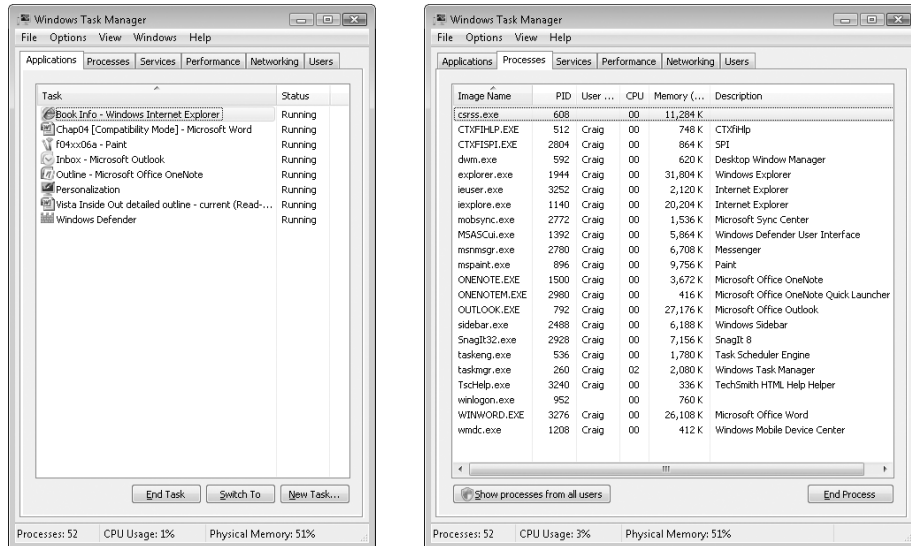 Windows Task Manager
File Options View Windows Help
Applications Processes Services Performance Networking Users
Task Status
Book Info - Windows Internet Explorer Running
Chap04 [Compatibility Mode] - Microsoft Word Running
f04xx06a - Paint Running
Inbox - Microsoft Outlook Running
Outline - Microsoft Office OneNote Running
Personalization Running
Vista Inside Out detailed outline - current (Read-... Running
Windows Defender Running
End Task Switch To New Task...
Processes: 52 CPU Usage: 1% Physical Memory: 51%
Windows Task Manager
File Options View Help
Applications Processes Services Performance Networking Users
Image Name PID User ... CPU Memory (... Description
csrss.exe 608 00 11,284 K
CTXFIHLP.EXE 512 Craig 00 748 K CTXfiHlp
CTXFISPI.EXE 2804 Craig 00 864 K SPI
dwm.exe 592 Craig 00 620 K Desktop Window Manager
explorer.exe 1944 Craig 00 31,804 K Windows Explorer
ieuser.exe 3252 Craig 00 2,120 K Internet Explorer
iexplore.exe 1140 Craig 00 20,204 K Internet Explorer
mobsync.exe 2772 Craig 00 1,536 K Microsoft Sync Center
MSASCui.exe 1392 Craig 00 5,864 K Windows Defender User Interface
msnmsgr.exe 2780 Craig 00 6,708 K Messenger
mspaint.exe 896 Craig 00 9,756 K Paint
ONENOTE.EXE 1500 Craig 00 3,672 K Microsoft Office OneNote
ONENOTEM.EXE 2980 Craig 00 416 K Microsoft Office OneNote Quick Launcher
OUTLOOK.EXE 792 Craig 00 27,176 K Microsoft Office Outlook
sidebar.exe 2488 Craig 00 6,188 K Windows Sidebar
SnagIt32.exe 2928 Craig 00 7,156 K SnagIt 8
taskeng.exe 536 Craig 00 1,780 K Task Scheduler Engine
taskmgr.exe 260 Craig 02 2,080 K Windows Task Manager
TscHelp.exe 3240 Craig 00 336 K TechSmith HTML Help Helper
winlogon.exe 952 00 760 K
WINWORD.EXE 3276 Craig 00 26,108 K Microsoft Office Word
wmdc.exe 1208 Craig 00 412 K Windows Mobile Device Center
Show processes from all users End Process
Processes: 52 CPU Usage: 3% Physical Memory: 51%